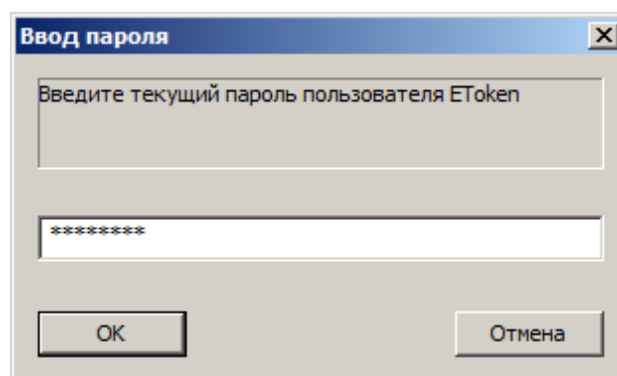 Ввод пароля
Введите текущий пароль пользователя EToken
********
OK
Отмена